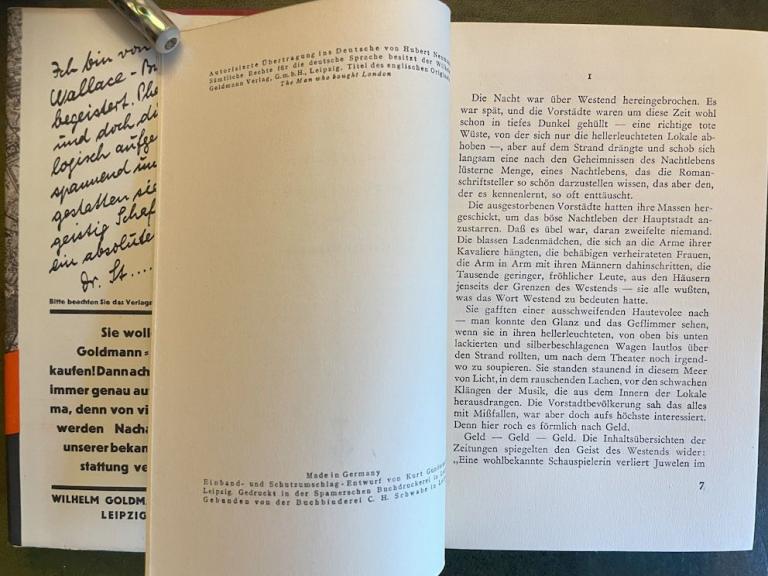 Ich bin von
Wallace-
begeistert.
und doch
logisch
spannend
gestatten sie
geistig
ein absolute
Dr. St....
Bitte beachten Sie das Verlags
Sie woll
Goldmann-
kaufen! Dann ach
immer genau au
ma, denn von vi
werden Nacha
unserer bekan
stattung ve
WILHELM GOLDM
LEIPZIG
Autorisierte Übertragung ins Deutsche von Hubert
Sämtliche Rechte für die deutsche Sprache besitzt der Wilhelm
Goldmann Verlag, G.m.b.H., Leipzig. Titel des englischen Originals
The Man who bought London
Made in Germany
Einband- und Schutzumschlag-Entwurf von Kurt
Leipzig. Gedruckt in der Spamerschen Buchdruckerei in
Gebunden von der Buchbinderei C. H. Schwabe in
I
Die Nacht war über Westend hereingebrochen. Es
war spät, und die Vorstädte waren um diese Zeit wohl
schon in tiefes Dunkel gehüllt — eine richtige tote
Wüste, von der sich nur die hellerleuchteten Lokale ab-
hoben —, aber auf dem Strand drängte und schob sich
langsam eine nach den Geheimnissen des Nachtlebens
lüsterne Menge, eines Nachtlebens, das die Roman-
schriftsteller so schön darzustellen wissen, das aber den,
der es kennenlernt, so oft enttäuscht.
Die ausgestorbenen Vorstädte hatten ihre Massen her-
geschickt, um das böse Nachtleben der Hauptstadt an-
zustarren. Daß es übel war, daran zweifelte niemand.
Die blassen Ladenmädchen, die sich an die Arme ihrer
Kavaliere hängten, die behäbigen verheirateten Frauen,
die Arm in Arm mit ihren Männern dahinschritten, die
Tausende geringer, fröhlicher Leute, aus den Häusern
jenseits der Grenzen des Westends — sie alle wußten,
was das Wort Westend zu bedeuten hatte.
Sie gafften einer ausschweifenden Hautevolee nach
— man konnte den Glanz und das Geflimmer sehen,
wenn sie in ihren hellerleuchteten, von oben bis unten
lackierten und silberbeschlagenen Wagen lautlos über
den Strand rollten, um nach dem Theater noch irgend-
wo zu soupieren. Sie standen staunend in diesem Meer
von Licht, in dem rauschenden Lachen, vor den schwachen
Klängen der Musik, die aus dem Innern der Lokale
herausdrangen. Die Vorstadtbevölkerung sah das alles
mit Mißfallen, war aber doch aufs höchste interessiert.
Denn hier roch es förmlich nach Geld.
Geld — Geld — Geld. Die Inhaltsübersichten der
Zeitungen spiegelten den Geist des Westends wider:
„Eine wohlbekannte Schauspielerin verliert Juwelen im
7